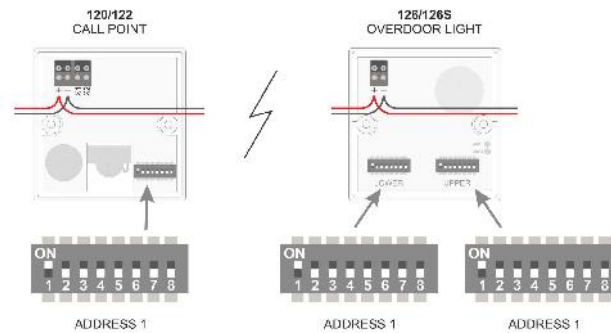 120/122
CALL POINT
+ - X1 X2
ON
1 2 3 4 5 6 7 8
ADDRESS 1
126/126S
OVERDOOR LIGHT
+ -
LOWER UPPER
ON
1 2 3 4 5 6 7 8
ADDRESS 1
ON
1 2 3 4 5 6 7 8
ADDRESS 1